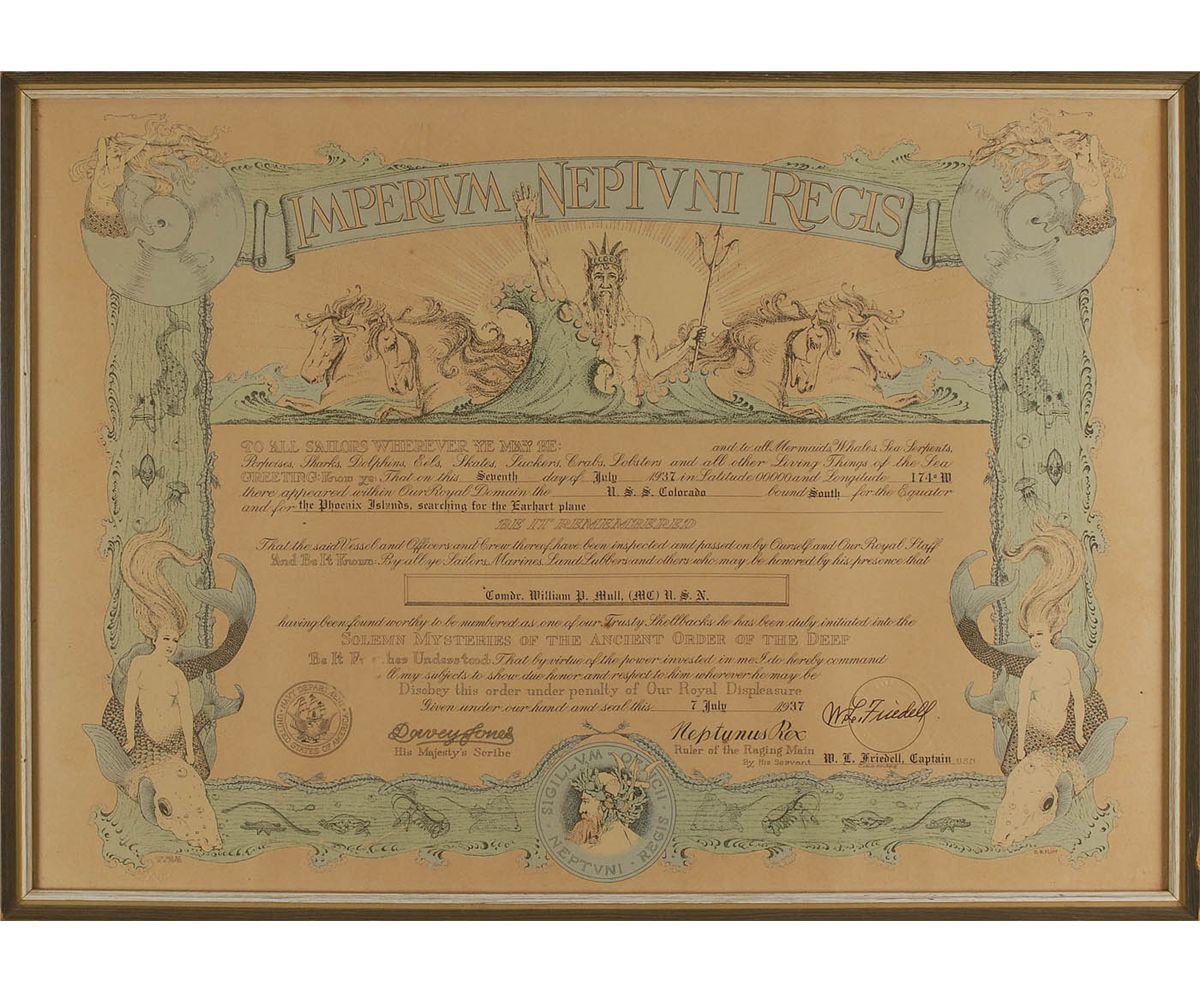 IMPERIVM NEPTVNI REGIS
TO ALL SAILORS WHEREVER YE MAY BE: and to all Mermaids, Whales, Sea Serpents,
Porpoises, Sharks, Dolphins, Eels, Skates, Suckers, Crabs, Lobsters and all other Living Things of the Sea
GREETING: Know ye: That on this Seventh day of July 1937 in Latitude 00000 and Longitude 174° W
there appeared within Our Royal Domain the U. S. S. Colorado bound South for the Equator
and for the Phoenix Islands, searching for the Earhart plane
BE IT REMEMBERED
That the said Vessel and Officers and Crew thereof have been inspected and passed on by Ourself and Our Royal Staff
And Be It Known: By all ye Sailors, Marines, Land Lubbers and others who may be honored by his presence that
Comdr. William P. Mull, (MC) U. S. N.
having been found worthy to be numbered as one of our Trusty Shellbacks he has been duly initiated into the
SOLEMN MYSTERIES OF THE ANCIENT ORDER OF THE DEEP
Be It F her Understood: That by virtue of the power invested in me I do hereby command
ll my subjects to show due honor and respect to him wherever he may be
Disobey this order under penalty of Our Royal Displeasure
Given under our hand and seal this 7 July 1937
NAVY DEPARTMENT
UNITED STATES OF AMERICA
Davey Jones
His Majesty's Scribe
Neptunus Rex
Ruler of the Raging Main
By His Servant W. L. Friedell, Captain U.S.N
W. L. Friedell
SIGILLVM
NEPTVNI · REGIS